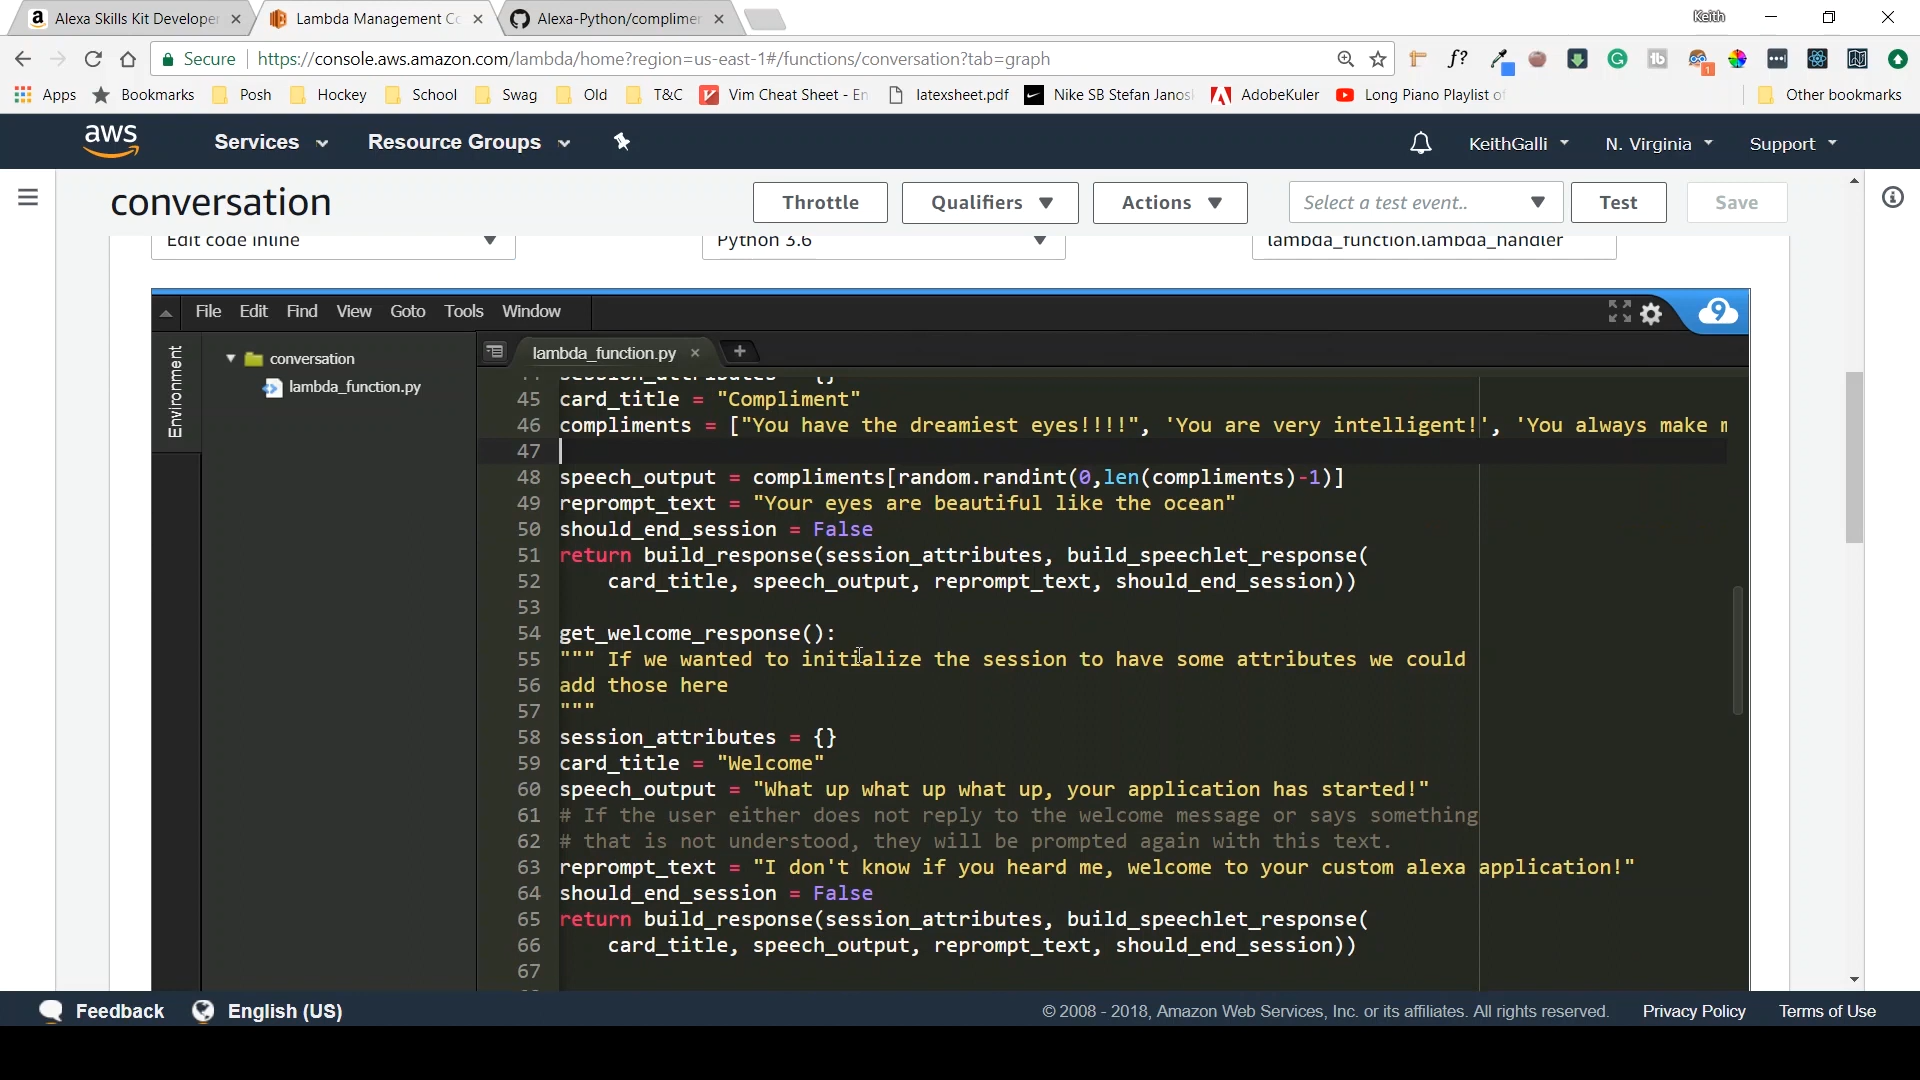 Alexa Skills Kit Developer
Lambda Management Co
Alexa-Python/complimer
Keith
Secure
https://console.aws.amazon.com/lambda/home?region=us-east-1#/functions/conversation?tab=graph
f?
Apps
Bookmarks
Posh
Hockey
School
Swag
Old
T&C
Vim Cheat Sheet - En
latexsheet.pdf
Nike SB Stefan Janosk
AdobeKuler
Long Piano Playlist of
Other bookmarks
aws
Services
Resource Groups
KeithGalli
N. Virginia
Support
conversation
Throttle
Qualifiers
Actions
Select a test event..
Test
Save
Edit code inline
Python 3.6
lambda_function.lambda_handler
File
Edit
Find
View
Goto
Tools
Window
9
Environment
conversation
lambda_function.py
lambda_function.py
44 session_attributes = {}
45 card_title = "Compliment"
46 compliments = ["You have the dreamiest eyes!!!!", 'You are very intelligent!', 'You always make m
47
48 speech_output = compliments[random.randint(0,len(compliments)-1)]
49 reprompt_text = "Your eyes are beautiful like the ocean"
50 should_end_session = False
51 return build_response(session_attributes, build_speechlet_response(
52 card_title, speech_output, reprompt_text, should_end_session))
53
54 get_welcome_response():
55 """ If we wanted to initialize the session to have some attributes we could
56 add those here
57 """
58 session_attributes = {}
59 card_title = "Welcome"
60 speech_output = "What up what up what up, your application has started!"
61 # If the user either does not reply to the welcome message or says something
62 # that is not understood, they will be prompted again with this text.
63 reprompt_text = "I don't know if you heard me, welcome to your custom alexa application!"
64 should_end_session = False
65 return build_response(session_attributes, build_speechlet_response(
66 card_title, speech_output, reprompt_text, should_end_session))
67
Feedback
English (US)
© 2008 - 2018, Amazon Web Services, Inc. or its affiliates. All rights reserved.
Privacy Policy
Terms of Use